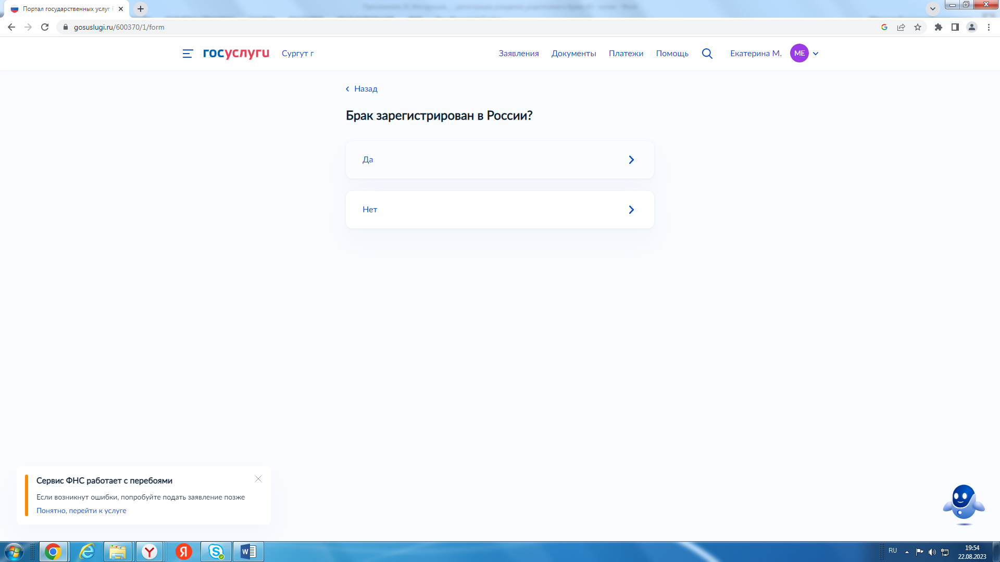 Портал государственных услуг
gosuslugi.ru/600370/1/form
госуслуги
Сургут г
Заявления
Документы
Платежи
Помощь
Екатерина М.
МЕ
Назад
Брак зарегистрирован в России?
Да
Нет
Сервис ФНС работает с перебоями
Если возникнут ошибки, попробуйте подать заявление позже
Понятно, перейти к услуге
RU
19:54
22.08.2023